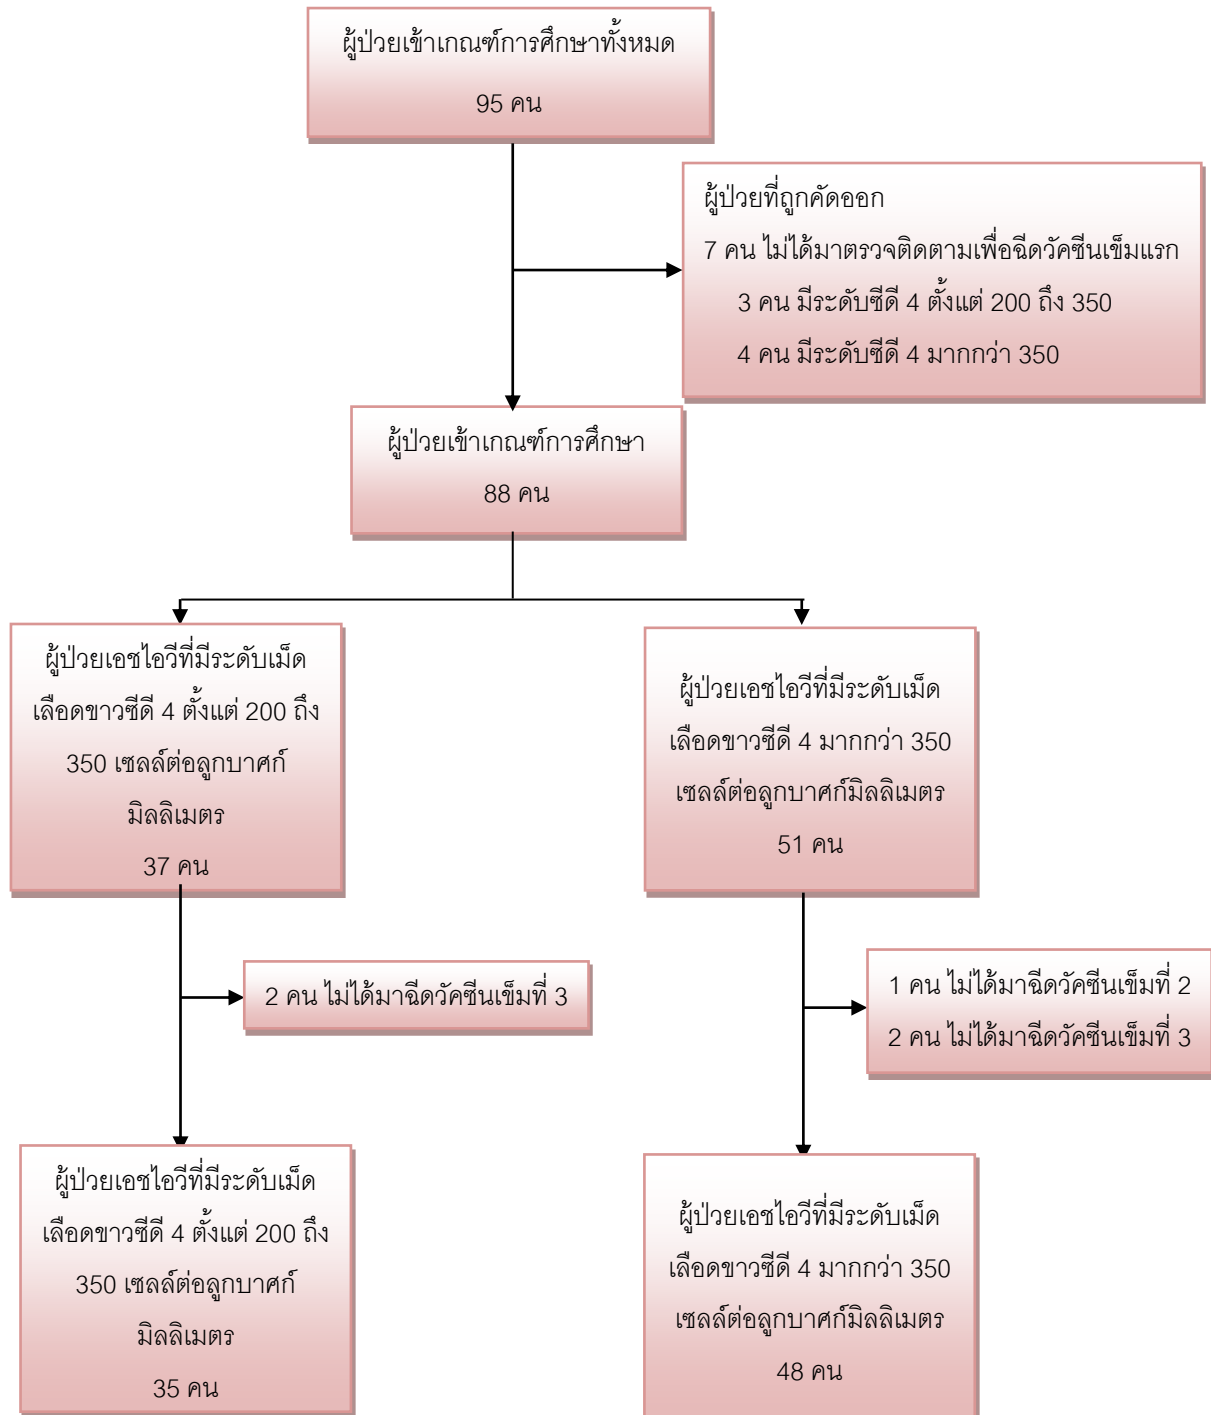 ผู้ป่วยเข้าเกณฑ์การศึกษาทั้งหมด
95 คน
ผู้ป่วยที่ถูกคัดออก
7 คน ไม่ได้มาตรวจติดตามเพื่อฉีดวัคซีนเข็มแรก
3 คน มีระดับซีดี 4 ตั้งแต่ 200 ถึง 350
4 คน มีระดับซีดี 4 มากกว่า 350
ผู้ป่วยเข้าเกณฑ์การศึกษา
88 คน
ผู้ป่วยเอชไอวีที่มีระดับเม็ด
เลือดขาวซีดี 4 ตั้งแต่ 200 ถึง
350 เซลล์ต่อลูกบาศก์
มิลลิเมตร
37 คน
ผู้ป่วยเอชไอวีที่มีระดับเม็ด
เลือดขาวซีดี 4 มากกว่า 350
เซลล์ต่อลูกบาศก์มิลลิเมตร
51 คน
2 คน ไม่ได้มาฉีดวัคซีนเข็มที่ 3
1 คน ไม่ได้มาฉีดวัคซีนเข็มที่ 2
2 คน ไม่ได้มาฉีดวัคซีนเข็มที่ 3
ผู้ป่วยเอชไอวีที่มีระดับเม็ด
เลือดขาวซีดี 4 ตั้งแต่ 200 ถึง
350 เซลล์ต่อลูกบาศก์
มิลลิเมตร
35 คน
ผู้ป่วยเอชไอวีที่มีระดับเม็ด
เลือดขาวซีดี 4 มากกว่า 350
เซลล์ต่อลูกบาศก์มิลลิเมตร
48 คน